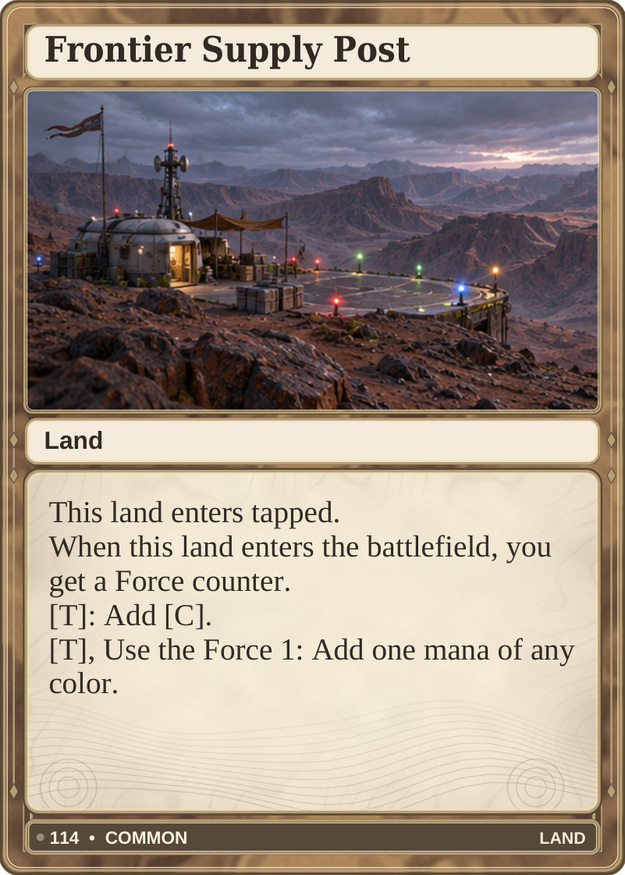 Frontier Supply Post
Land
This land enters tapped.
When this land enters the battlefield, you
get a Force counter.
[T]: Add [C].
[T], Use the Force 1: Add one mana of any
color.
114 • COMMON
LAND